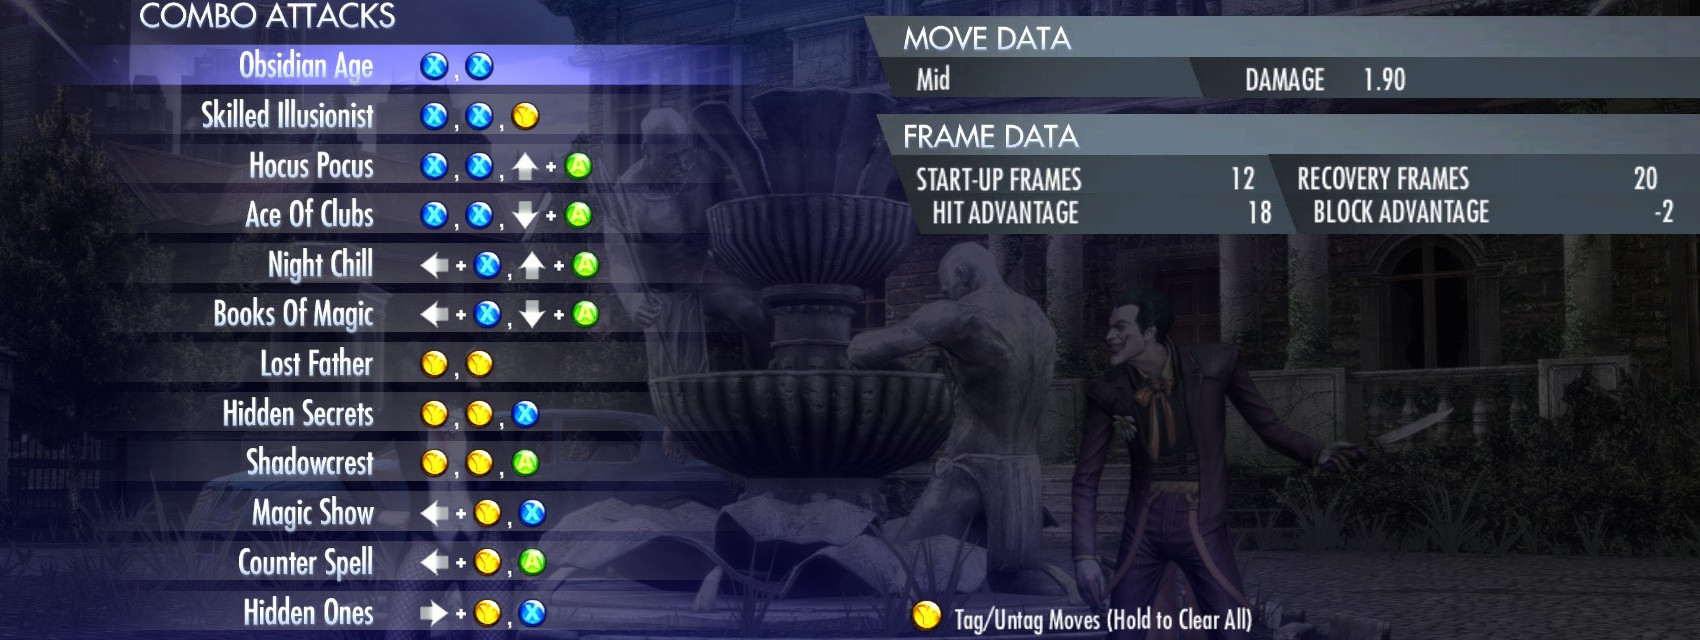 COMBO ATTACKS
Obsidian Age X, X
Skilled Illusionist X, X, Y
Hocus Pocus X, X, ⬆ + A
Ace Of Clubs X, X, ⬇ + A
Night Chill ⬅ + X, ⬆ + A
Books Of Magic ⬅ + X, ⬇ + A
Lost Father Y, Y
Hidden Secrets Y, Y, X
Shadowcrest Y, Y, A
Magic Show ⬅ + Y, X
Counter Spell ⬅ + Y, A
Hidden Ones ➡ + Y, X
MOVE DATA
Mid DAMAGE 1.90
FRAME DATA
START-UP FRAMES 12 RECOVERY FRAMES 20
HIT ADVANTAGE 18 BLOCK ADVANTAGE -2
Y Tag/Untag Moves (Hold to Clear All)